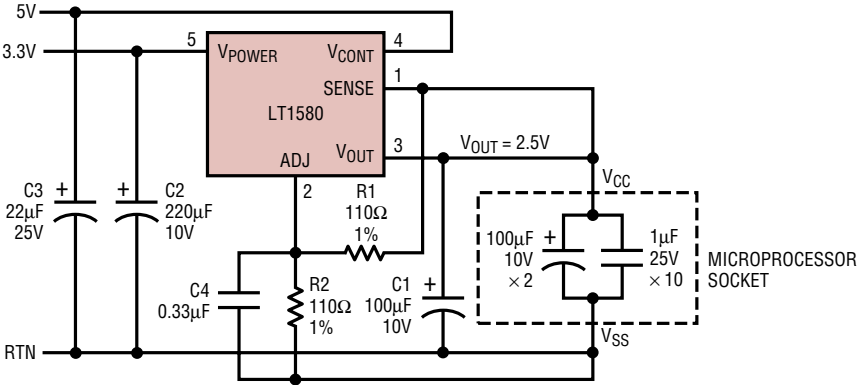 5V
3.3V
5
VPOWER
VCONT
4
SENSE
1
LT1580
ADJ
VOUT
3
2
VOUT = 2.5V
VCC
C3
22µF
25V
+
C2
220µF
10V
+
R1
110Ω
1%
C4
0.33µF
R2
110Ω
1%
C1
100µF
10V
+
100µF
10V
× 2
+
1µF
25V
× 10
MICROPROCESSOR
SOCKET
VSS
RTN